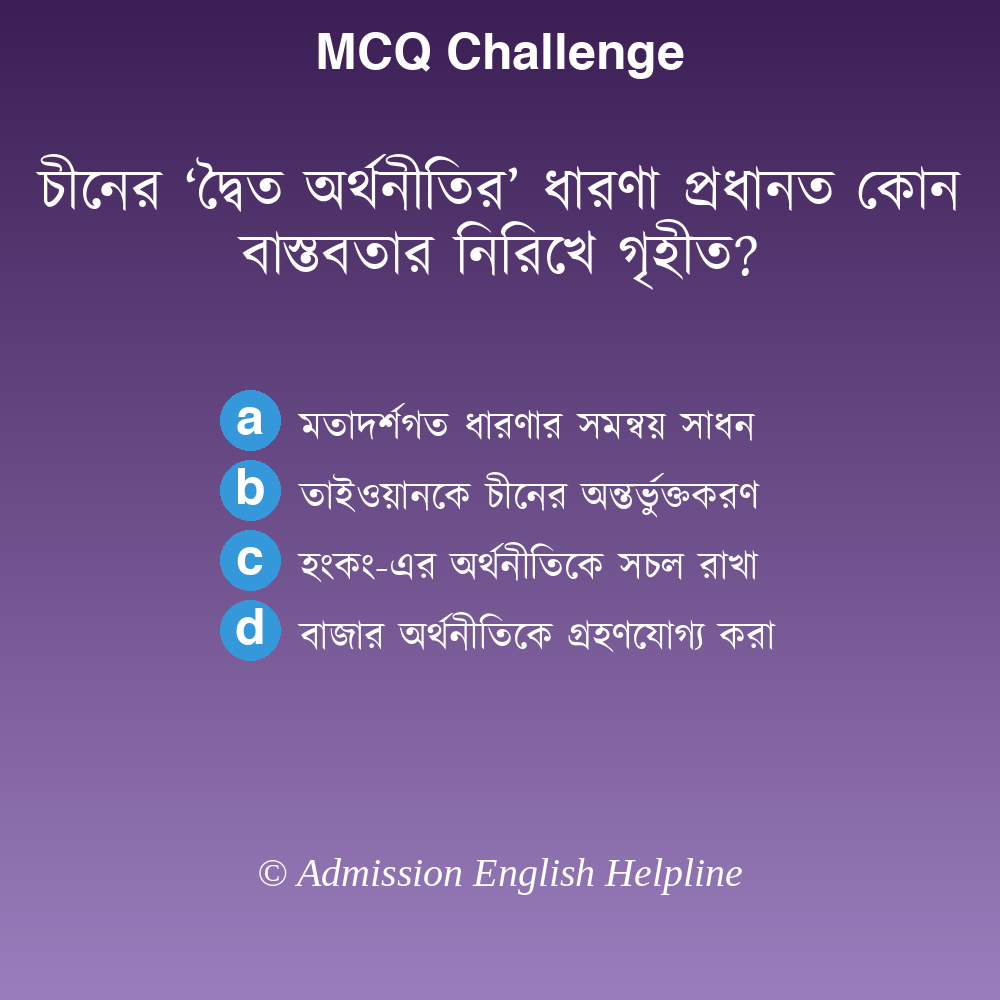 MCQ Challenge
চীনের ‘দ্বৈত অর্থনীতির’ ধারণা প্রধানত কোন
বাস্তবতার নিরিখে গৃহীত?
a মতাদর্শগত ধারণার সমন্বয় সাধন
b তাইওয়ানকে চীনের অন্তর্ভুক্তকরণ
c হংকং-এর অর্থনীতিকে সচল রাখা
d বাজার অর্থনীতিকে গ্রহণযোগ্য করা
© Admission English Helpline